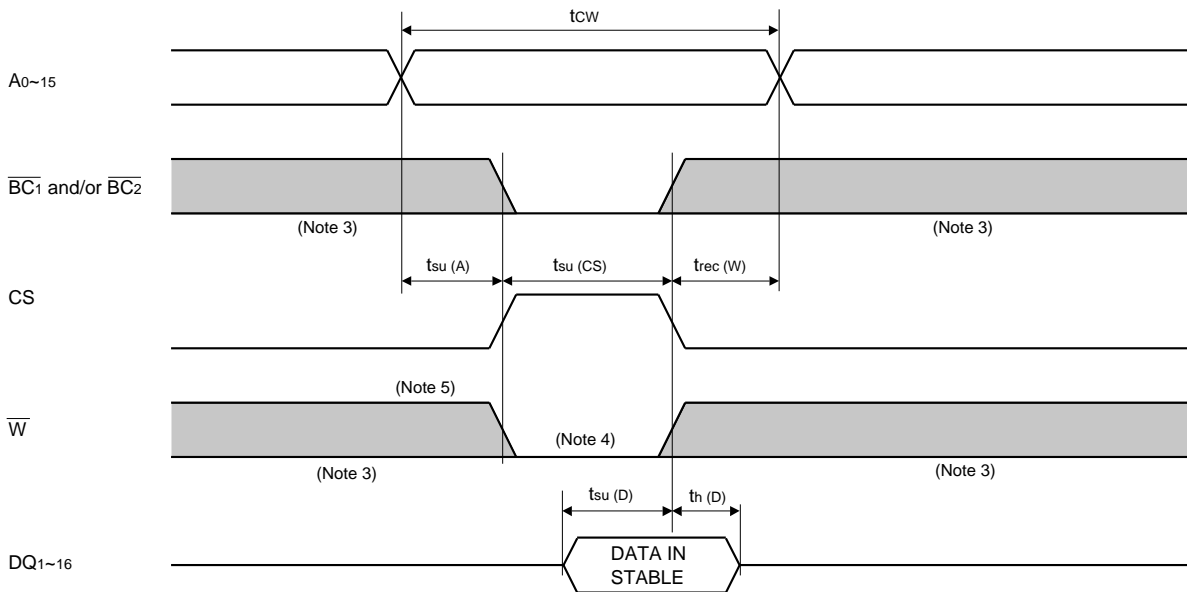 tCW
A0~15
BC1 and/or BC2
(Note 3) (Note 3)
tsu (A) tsu (CS) trec (W)
CS
(Note 5)
W
(Note 4)
(Note 3) (Note 3)
tsu (D) th (D)
DQ1~16
DATA IN
STABLE